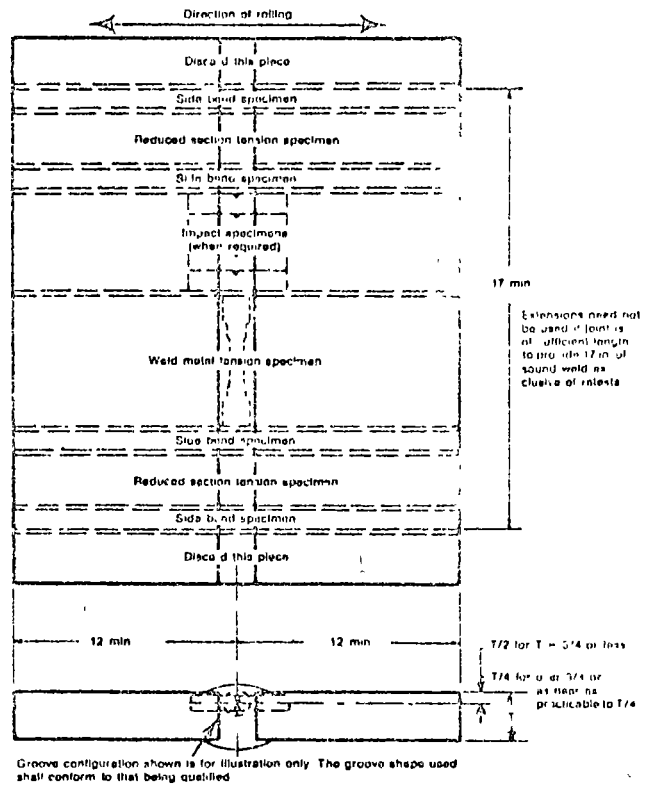 Direction of rolling
Discard this piece
Side bend specimen
Reduced section tension specimen
Side bend specimen
Impact specimens
(when required)
17 min
Extensions need not
be used if joint is
of sufficient length
to provide 17 in. of
sound weld ex
clusive of retests
Weld metal tension specimen
Side bend specimen
Reduced section tension specimen
Side bend specimen
Discard this piece
12 min
12 min
T/2 for T = 3/4 or less
T/4 for 3/4 or
as near as
practicable to T/4
T
Groove configuration shown is for illustration only The groove shape used
shall conform to that being qualified